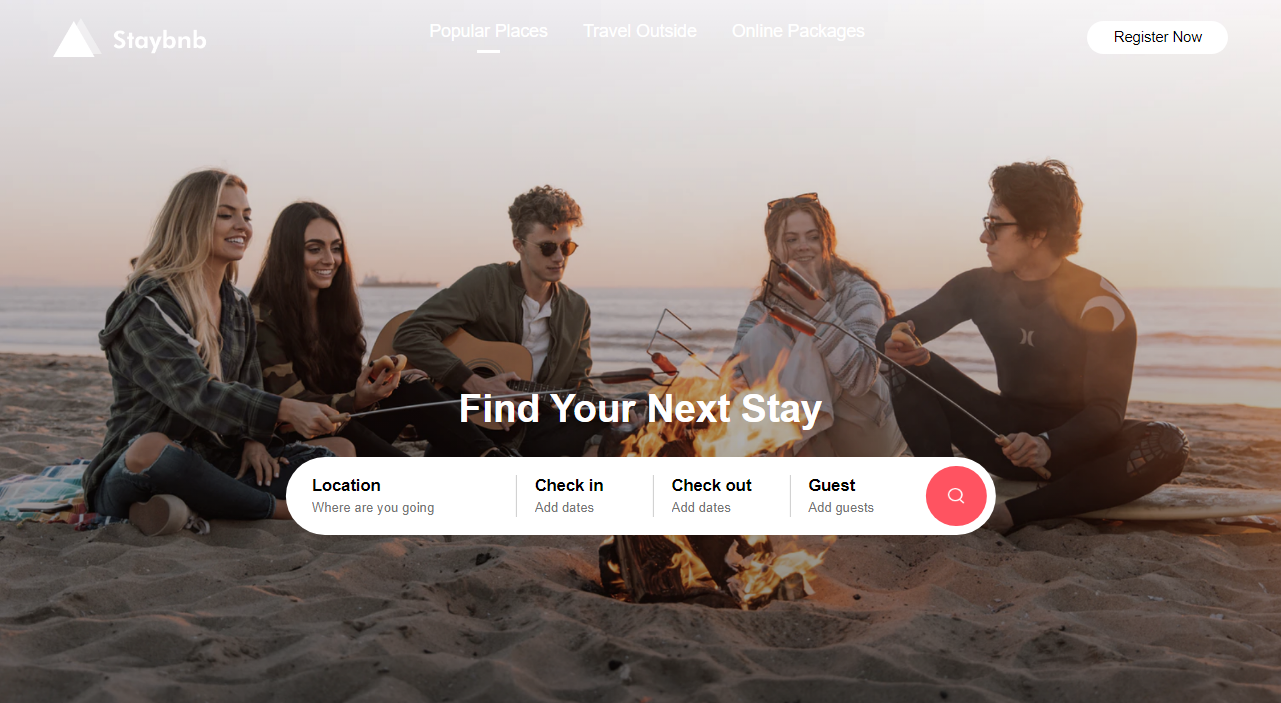 Staybnb
Popular Places
Travel Outside
Online Packages
Register Now
Find Your Next Stay
Location
Where are you going
Check in
Add dates
Check out
Add dates
Guest
Add guests